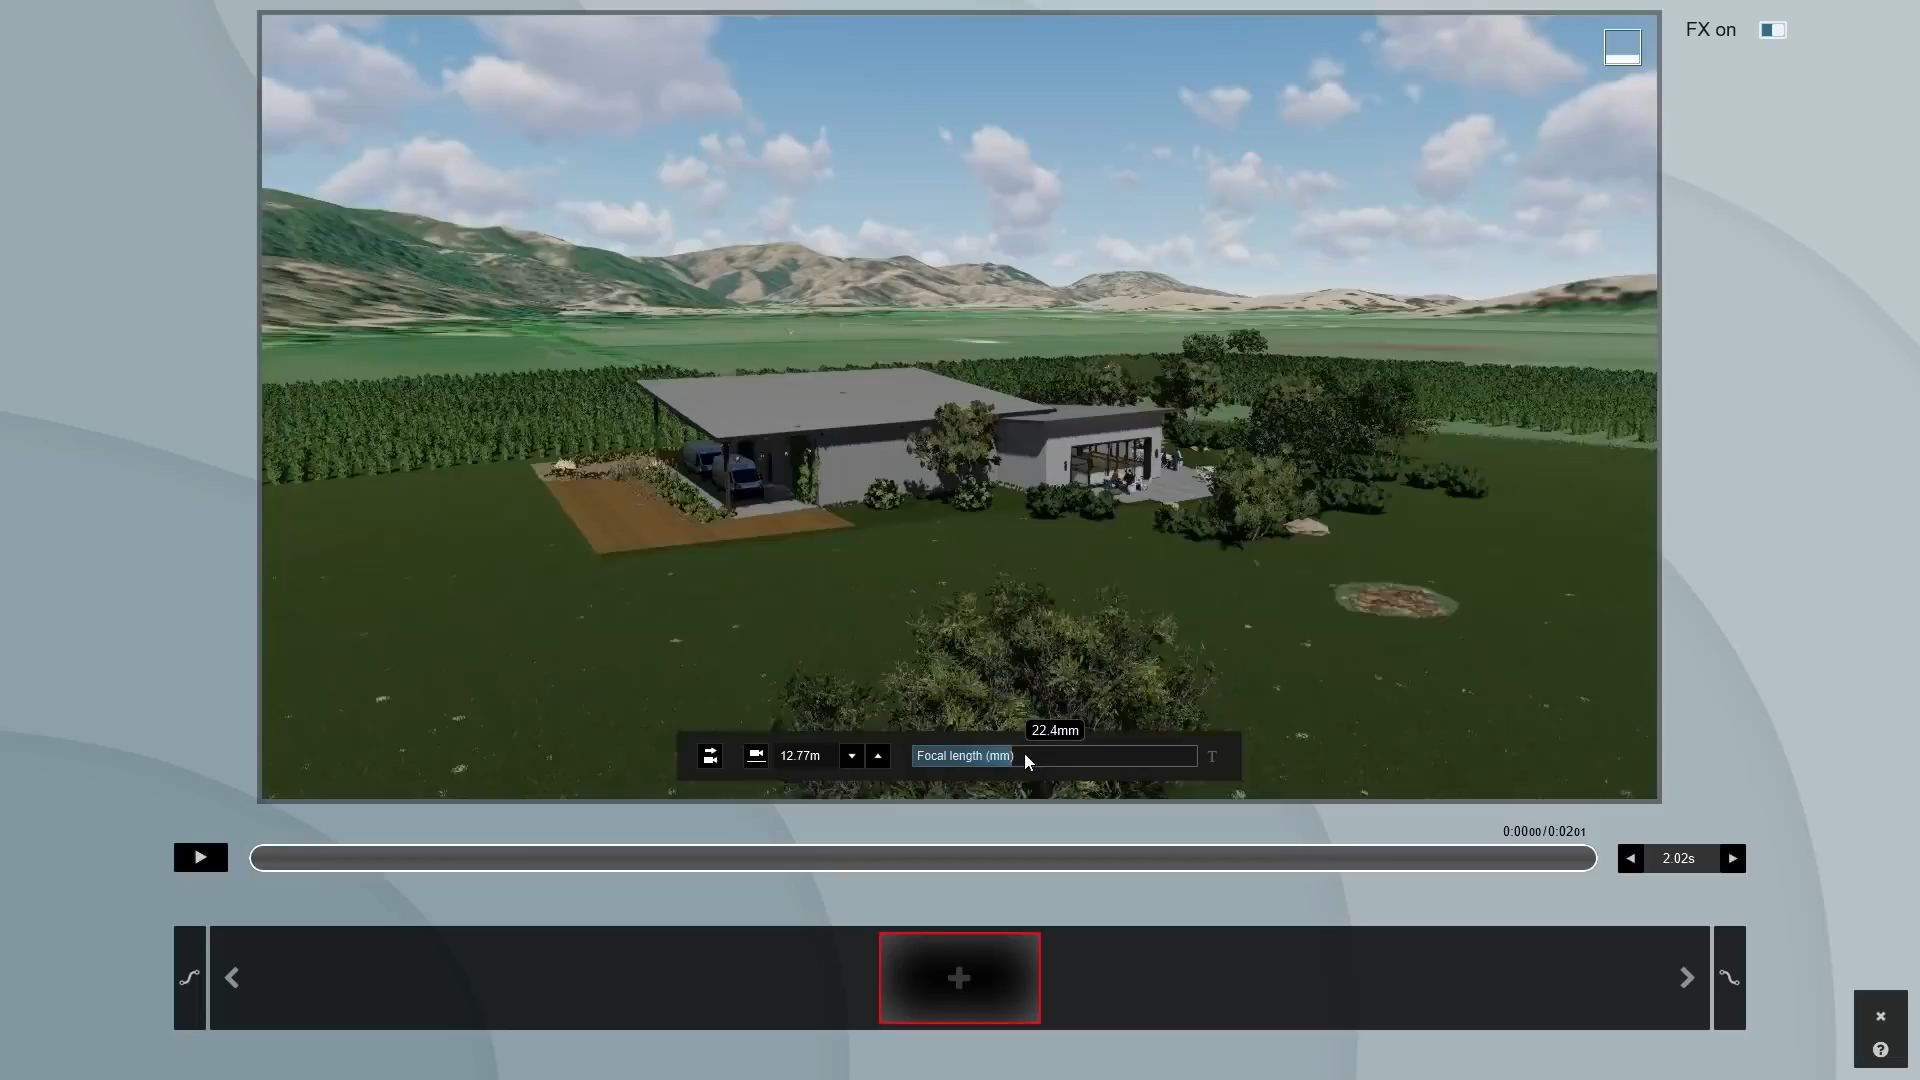 FX on
22.4mm
12.77m
Focal length (mm)
T
0:0000/0:0201
2.02s